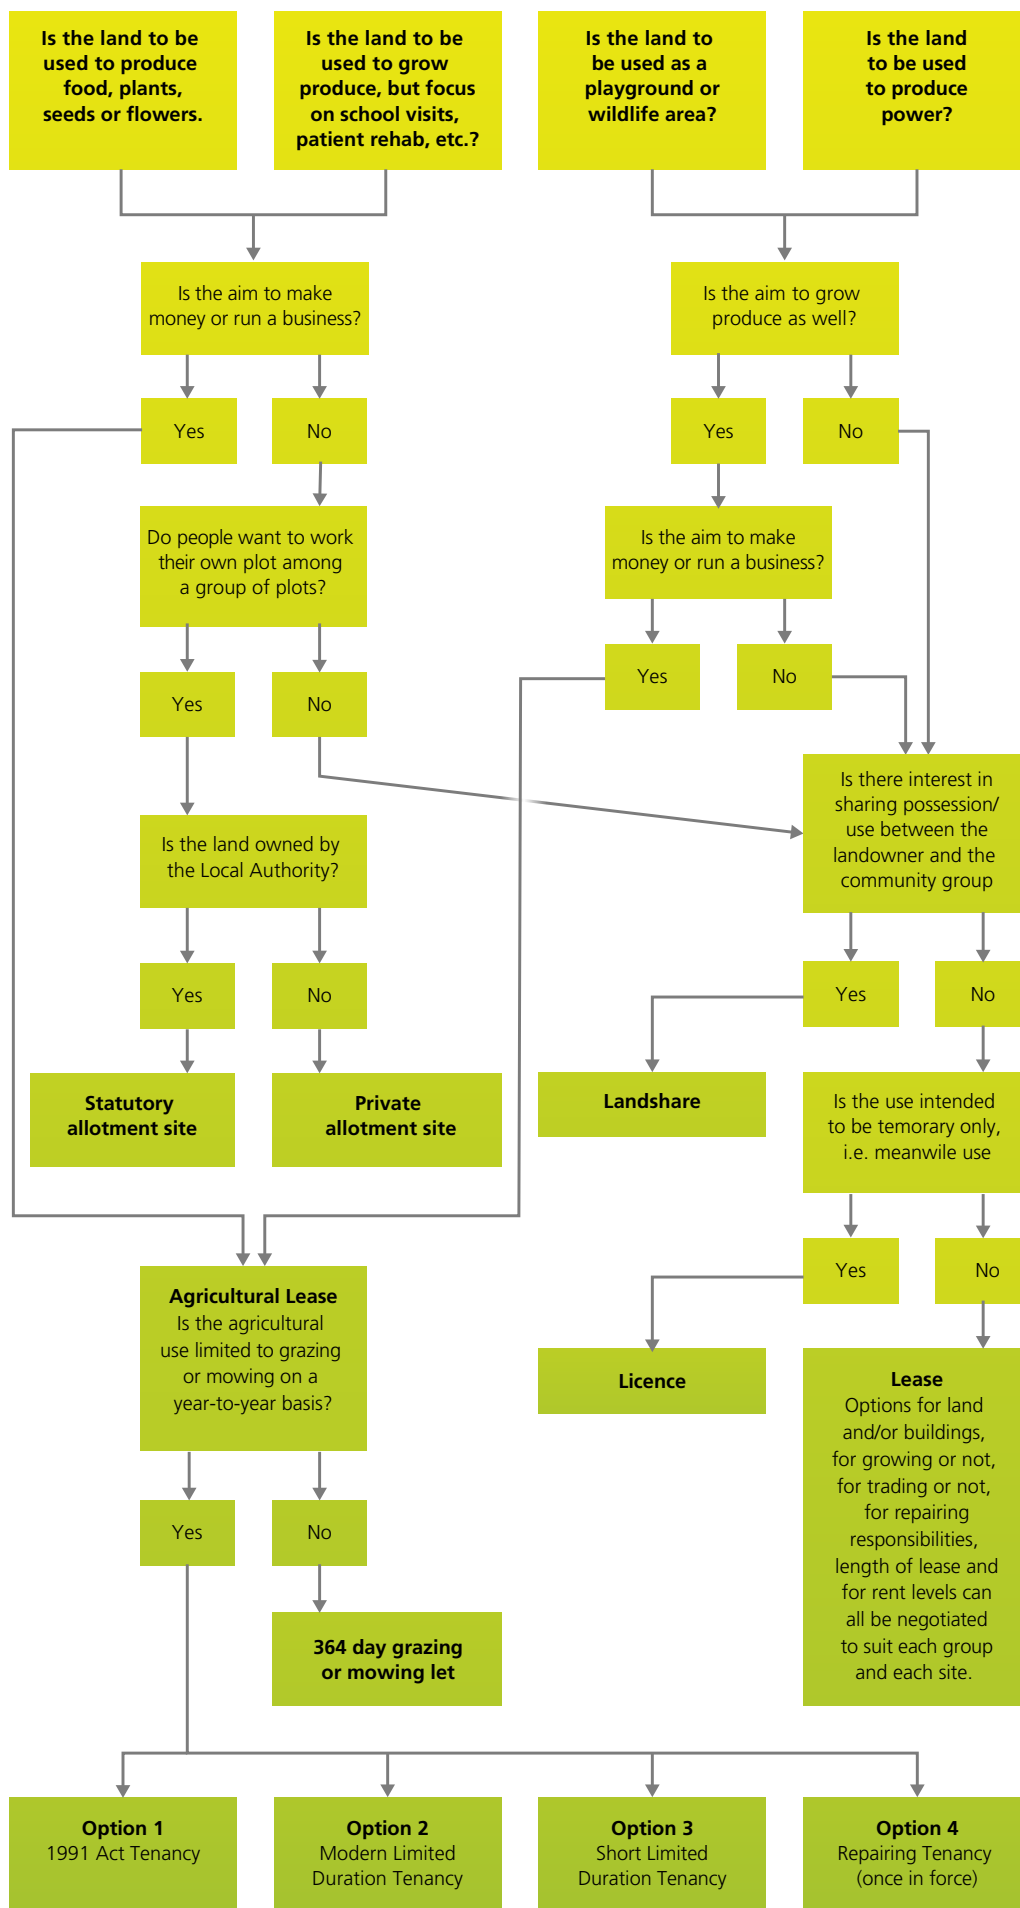 Is the land to be
used to produce
food, plants,
seeds or flowers.
Is the land to be
used to grow
produce, but focus
on school visits,
patient rehab, etc.?
Is the land to
be used as a
playground or
wildlife area?
Is the land
to be used
to produce
power?
Is the aim to make
money or run a business?
Is the aim to grow
produce as well?
Yes
No
Yes
No
Do people want to work
their own plot among
a group of plots?
Is the aim to make
money or run a business?
Yes
No
Yes
No
Is there interest in
sharing possession/
use between the
landowner and the
community group
Is the land owned by
the Local Authority?
Yes
No
Yes
No
Statutory
allotment site
Private
allotment site
Landshare
Is the use intended
to be temorary only,
i.e. meanwile use
Yes
No
Agricultural Lease
Is the agricultural
use limited to grazing
or mowing on a
year-to-year basis?
Licence
Lease
Options for land
and/or buildings,
for growing or not,
for trading or not,
for repairing
responsibilities,
length of lease and
for rent levels can
all be negotiated
to suit each group
and each site.
Yes
No
364 day grazing
or mowing let
Option 1
1991 Act Tenancy
Option 2
Modern Limited
Duration Tenancy
Option 3
Short Limited
Duration Tenancy
Option 4
Repairing Tenancy
(once in force)